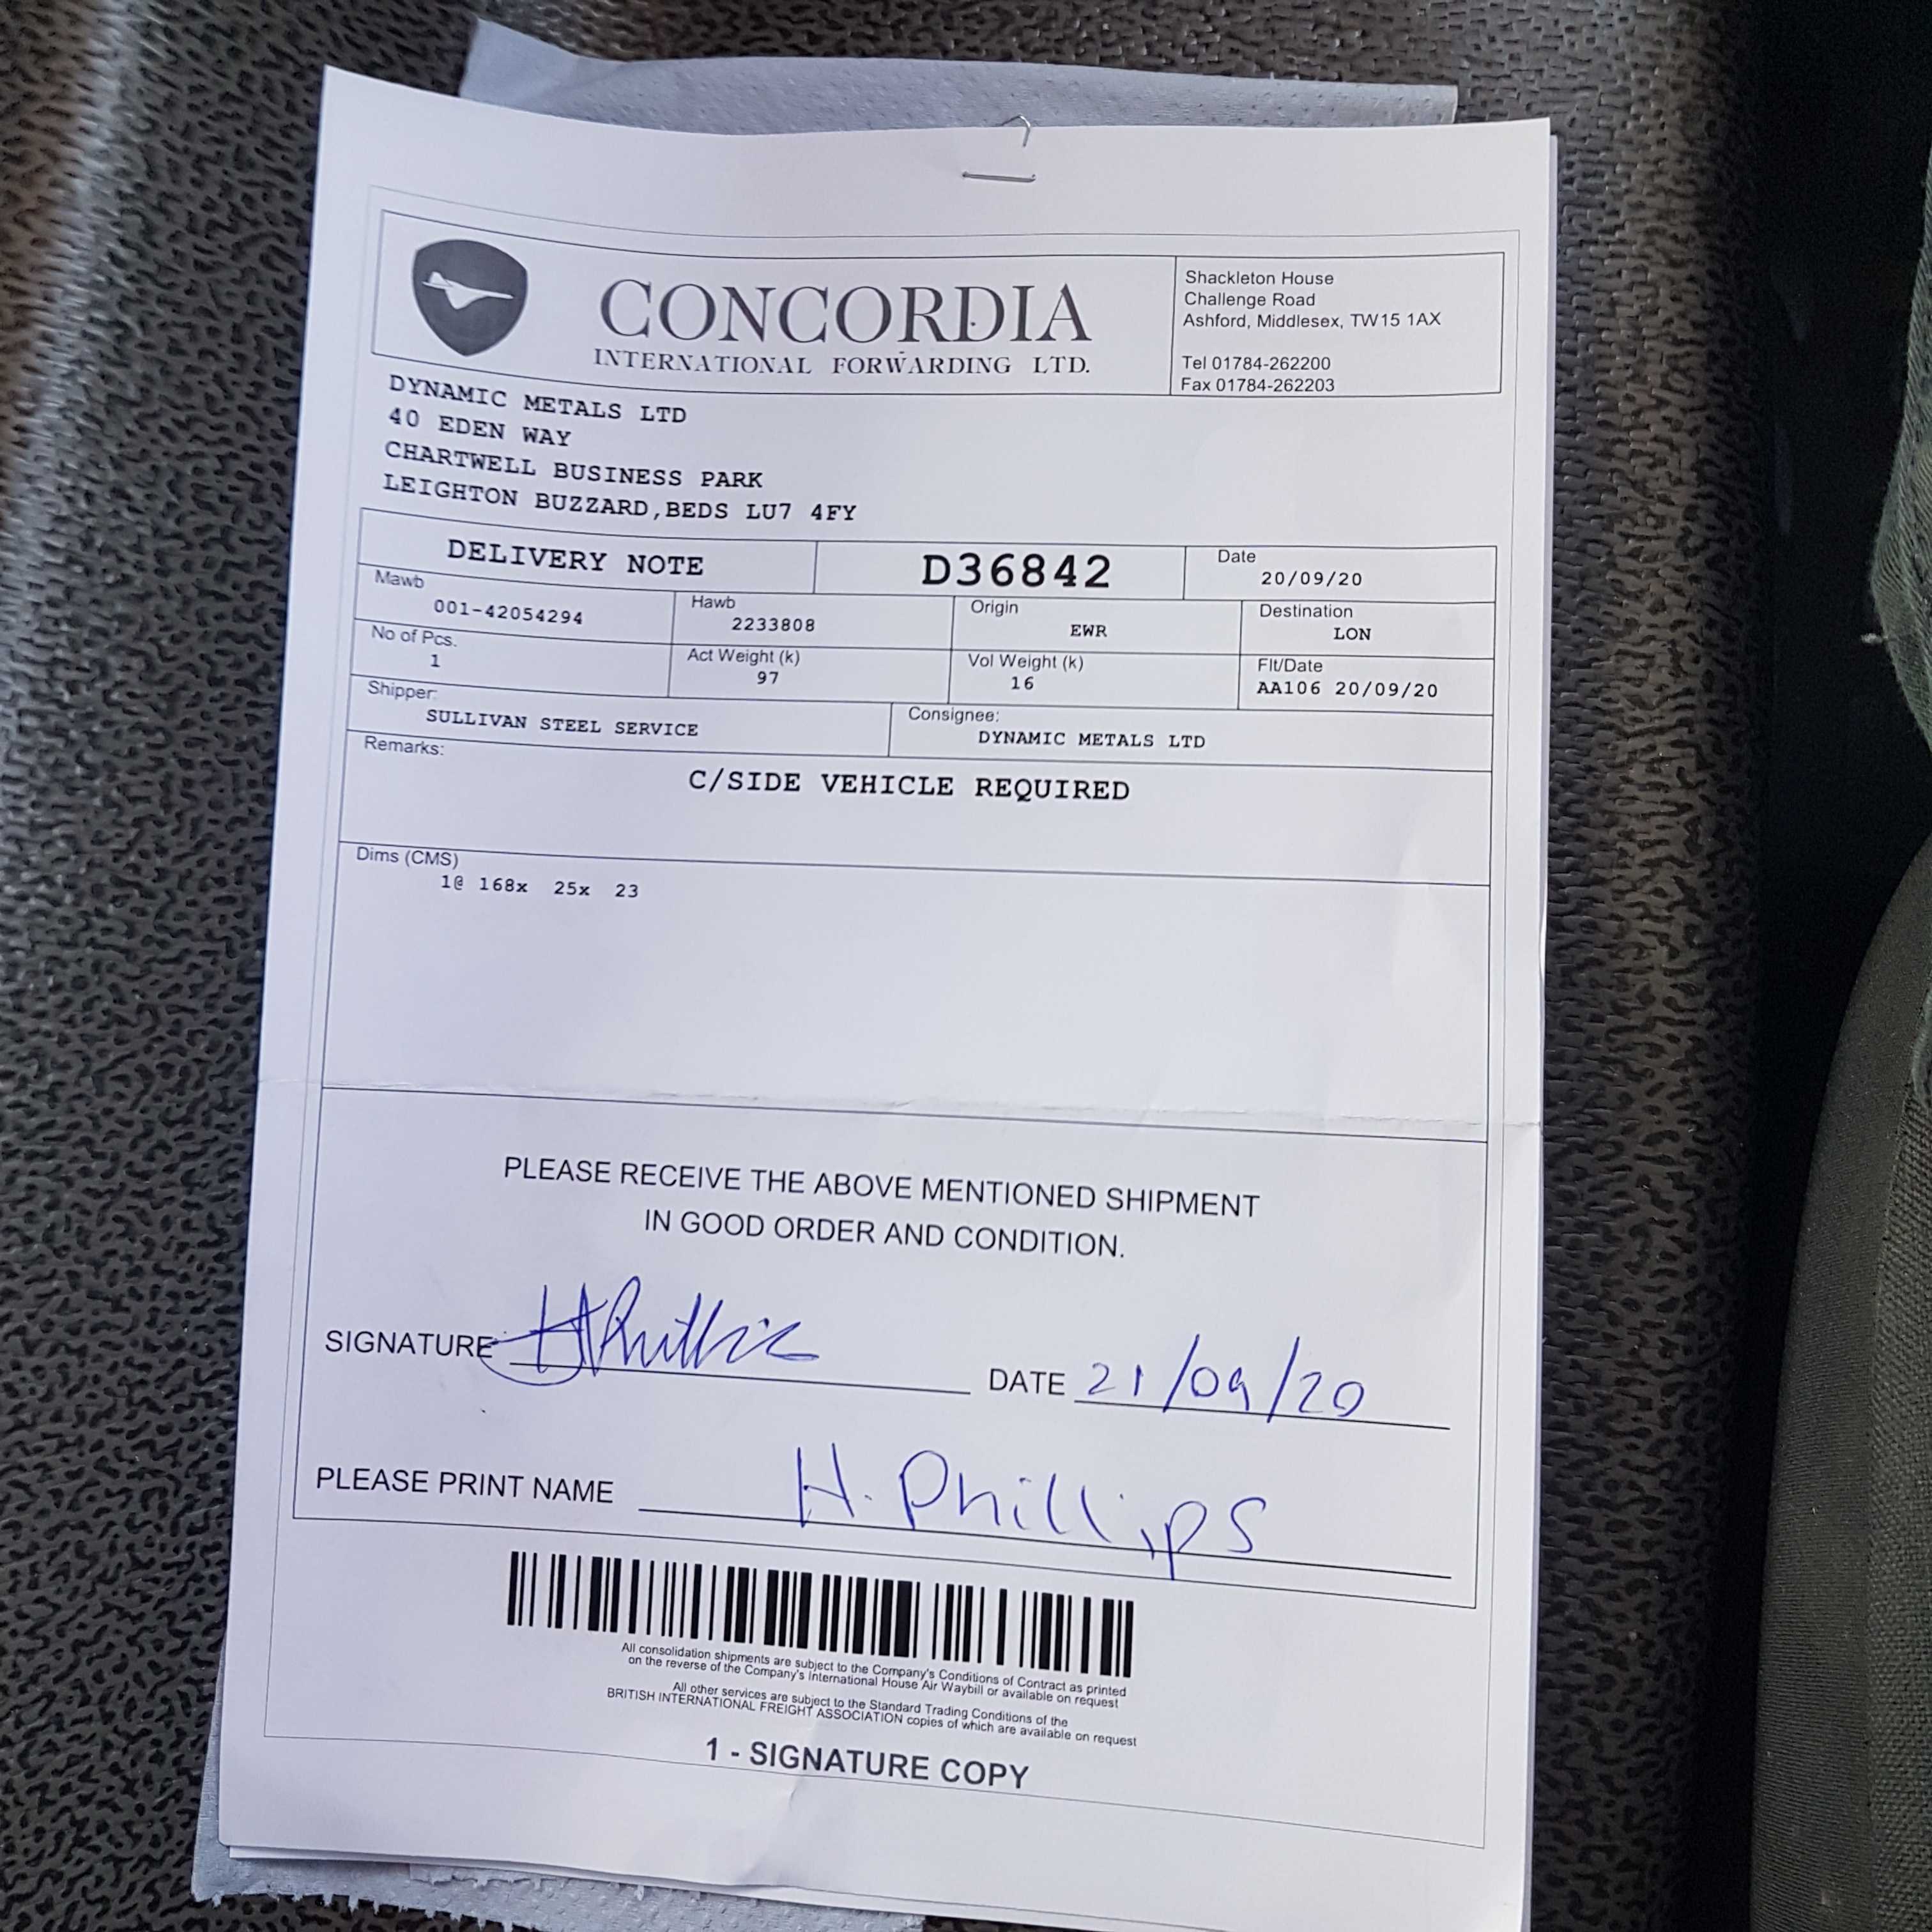 CONCORDIA
INTERNATIONAL FORWARDING LTD.
Shackleton House
Challenge Road
Ashford, Middlesex, TW15 1AX
Tel 01784-262200
Fax 01784-262203
DYNAMIC METALS LTD
40 EDEN WAY
CHARTWELL BUSINESS PARK
LEIGHTON BUZZARD,BEDS LU7 4FY
DELIVERY NOTE D36842 Date 20/09/20
Mawb Hawb Origin Destination
001-42054294 2233808 EWR LON
No of Pcs. Act Weight (k) Vol Weight (k) Flt/Date
1 97 16 AA106 20/09/20
Shipper: Consignee:
SULLIVAN STEEL SERVICE DYNAMIC METALS LTD
Remarks:
C/SIDE VEHICLE REQUIRED
Dims (CMS)
1@ 168x 25x 23
PLEASE RECEIVE THE ABOVE MENTIONED SHIPMENT
IN GOOD ORDER AND CONDITION.
SIGNATURE HPhillips DATE 21/09/20
PLEASE PRINT NAME H. Phillips
All consolidation shipments are subject to the Company's Conditions of Contract as printed
on the reverse of the Company's International House Air Waybill or available on request
All other services are subject to the Standard Trading Conditions of the
BRITISH INTERNATIONAL FREIGHT ASSOCIATION copies of which are available on request
1 - SIGNATURE COPY